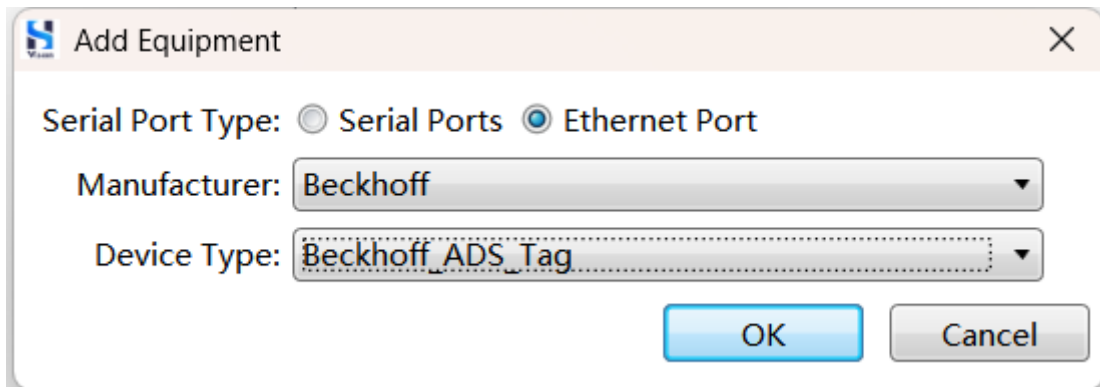 Add Equipment
Serial Port Type: Serial Ports Ethernet Port
Manufacturer: Beckhoff
Device Type: Beckhoff_ADS_Tag
OK Cancel